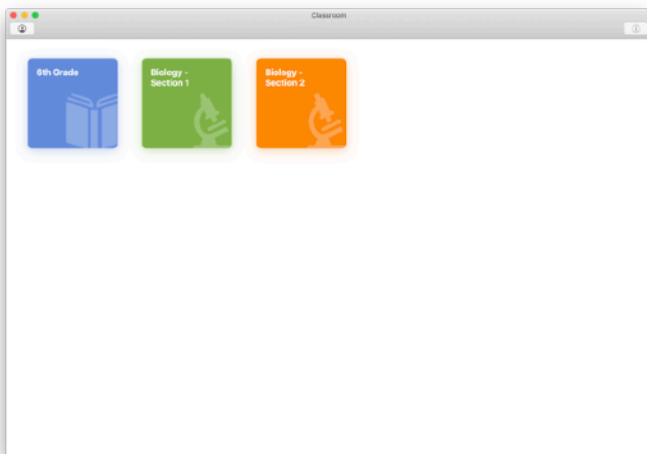 Classroom
6th Grade
Biology -
Section 1
Biology -
Section 2